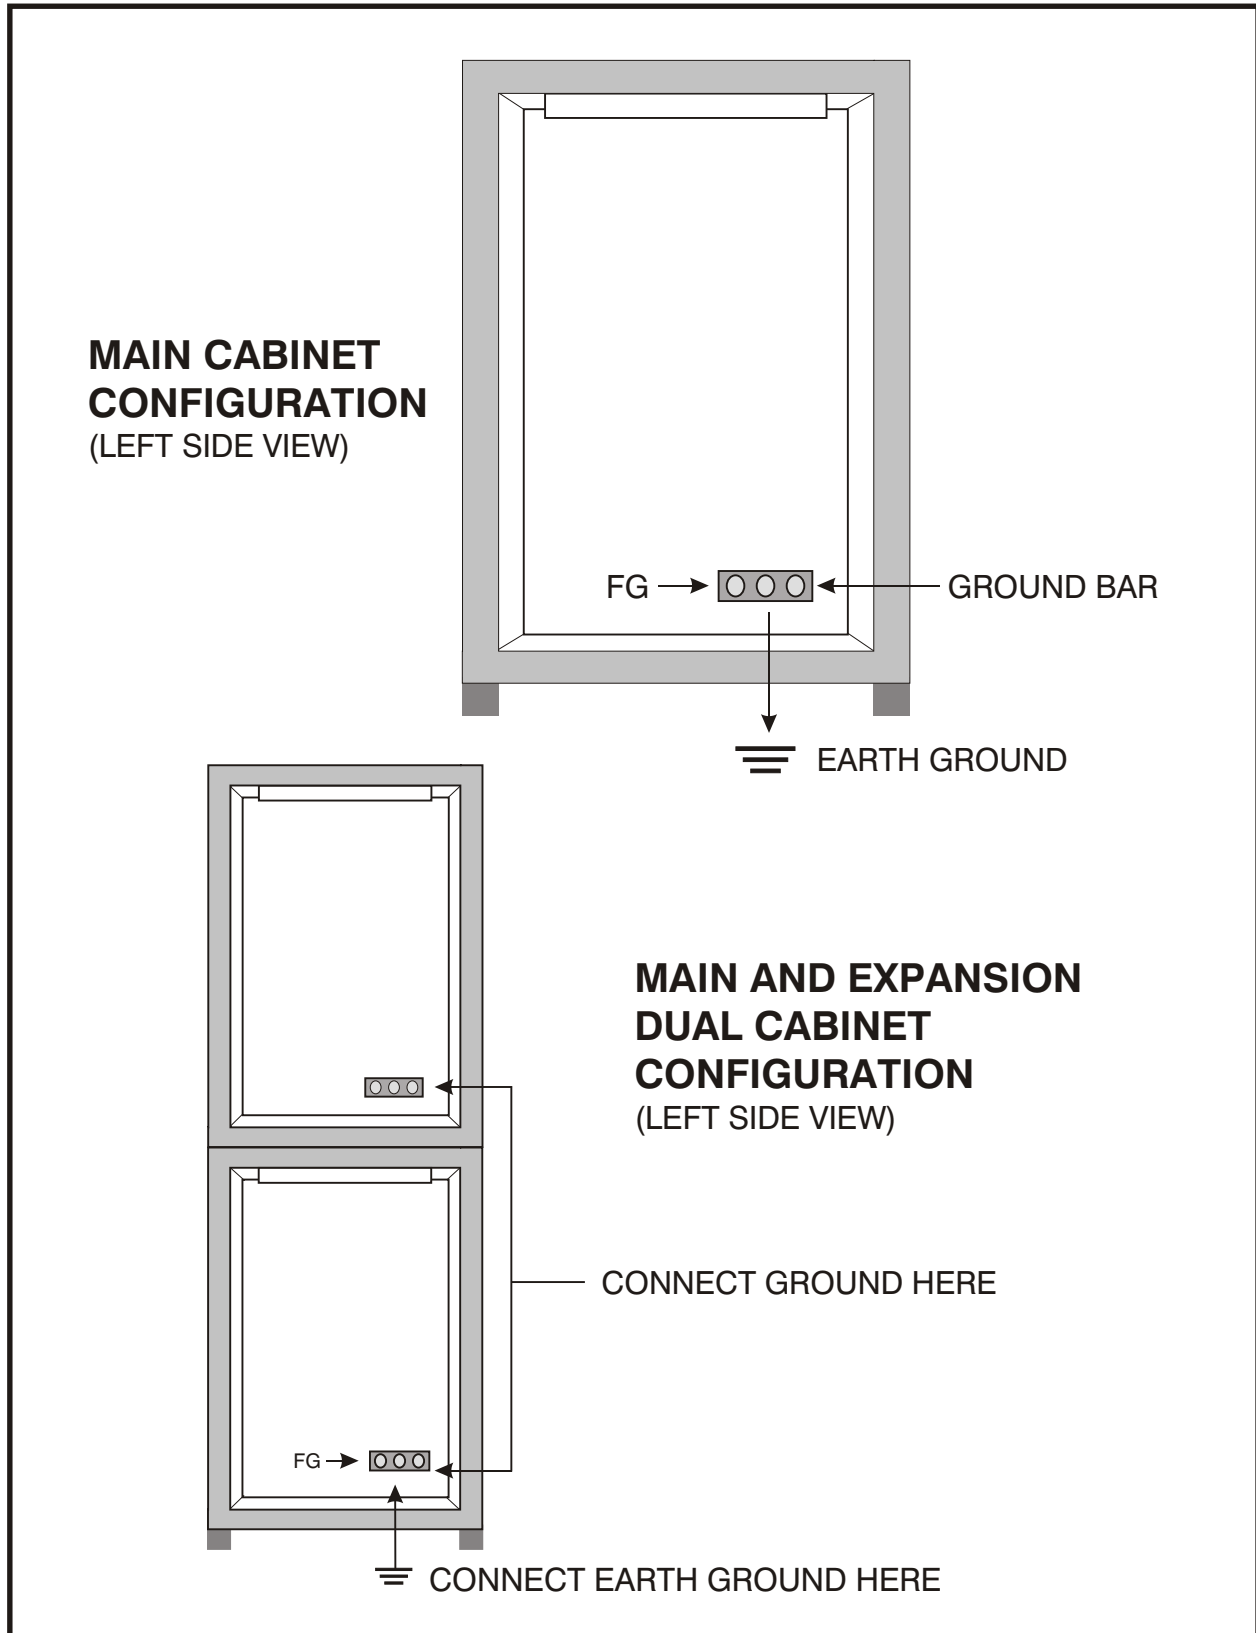 MAIN CABINET
CONFIGURATION
(LEFT SIDE VIEW)
FG
GROUND BAR
EARTH GROUND
MAIN AND EXPANSION
DUAL CABINET
CONFIGURATION
(LEFT SIDE VIEW)
CONNECT GROUND HERE
FG
CONNECT EARTH GROUND HERE